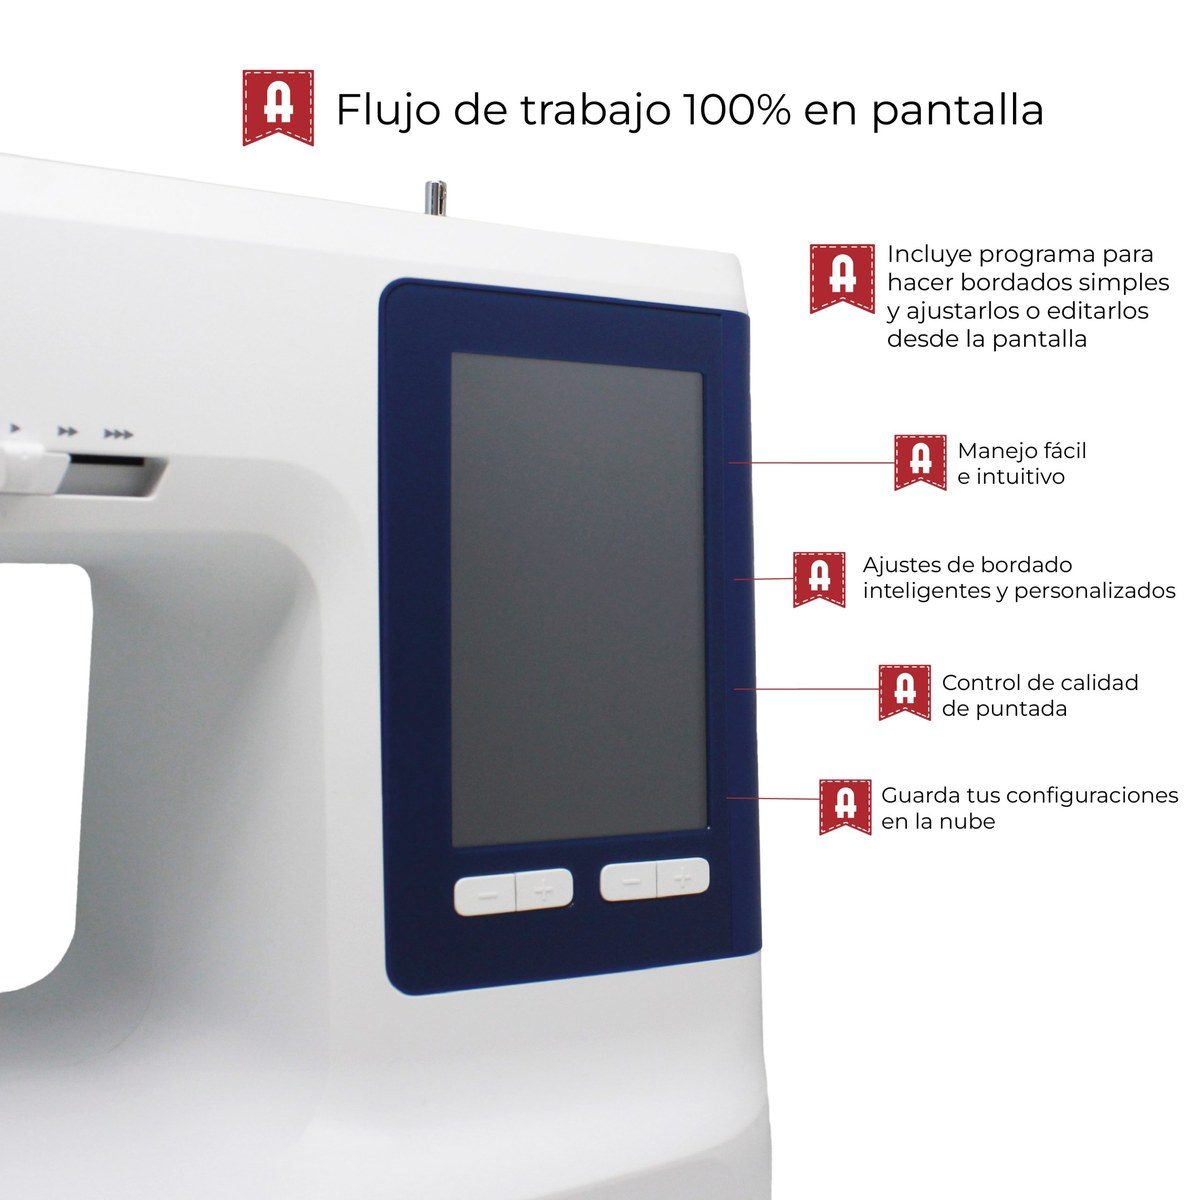 Flujo de trabajo 100% en pantalla
Incluye programa para
hacer bordados simples
y ajustarlos o editarlos
desde la pantalla
Manejo fácil
e intuitivo
Ajustes de bordado
inteligentes y personalizados
Control de calidad
de puntada
Guarda tus configuraciones
en la nube